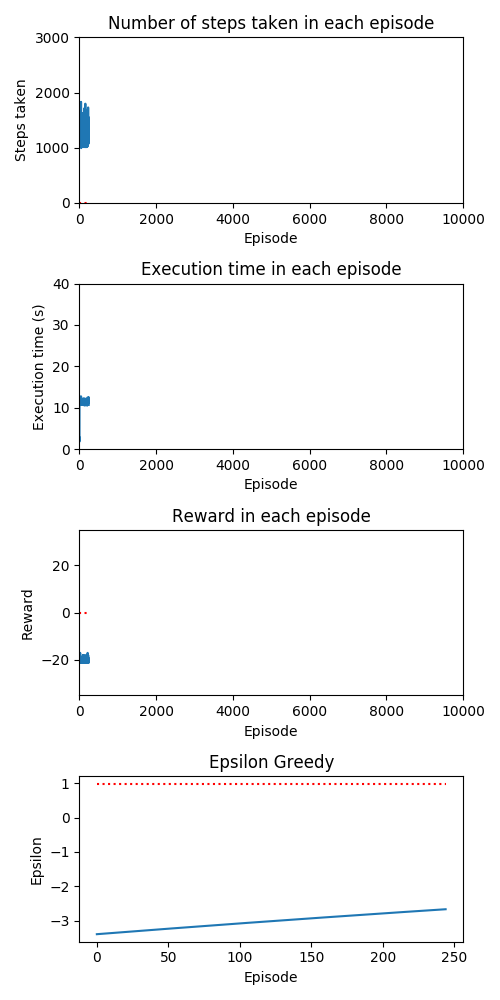 Number of steps taken in each episode
3000
2000
1000
0
Steps taken
0 2000 4000 6000 8000 10000
Episode
Execution time in each episode
40
30
20
10
0
Execution time (s)
0 2000 4000 6000 8000 10000
Episode
Reward in each episode
20
0
−20
Reward
0 2000 4000 6000 8000 10000
Episode
Epsilon Greedy
1
0
−1
−2
−3
Epsilon
0 50 100 150 200 250
Episode